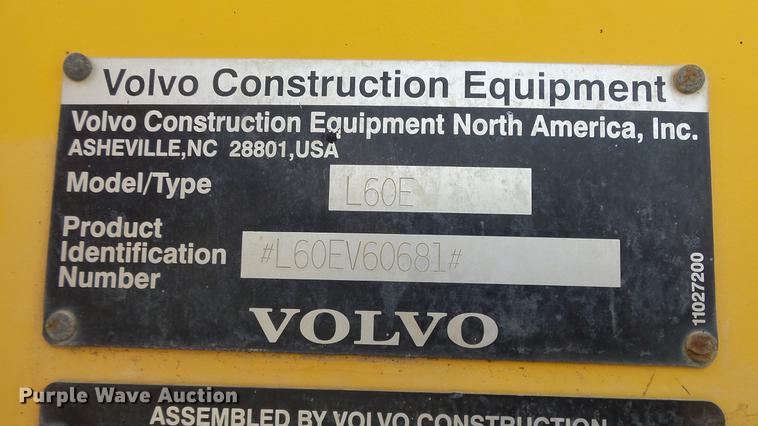 Volvo Construction Equipment
Volvo Construction Equipment North America, Inc.
ASHEVILLE,NC 28801,USA
Model/Type L60E
Product
Identification
Number
#L60EV60681#
VOLVO
11027200
Purple Wave Auction
ASSEMBLED BY VOLVO CONSTRUCTION